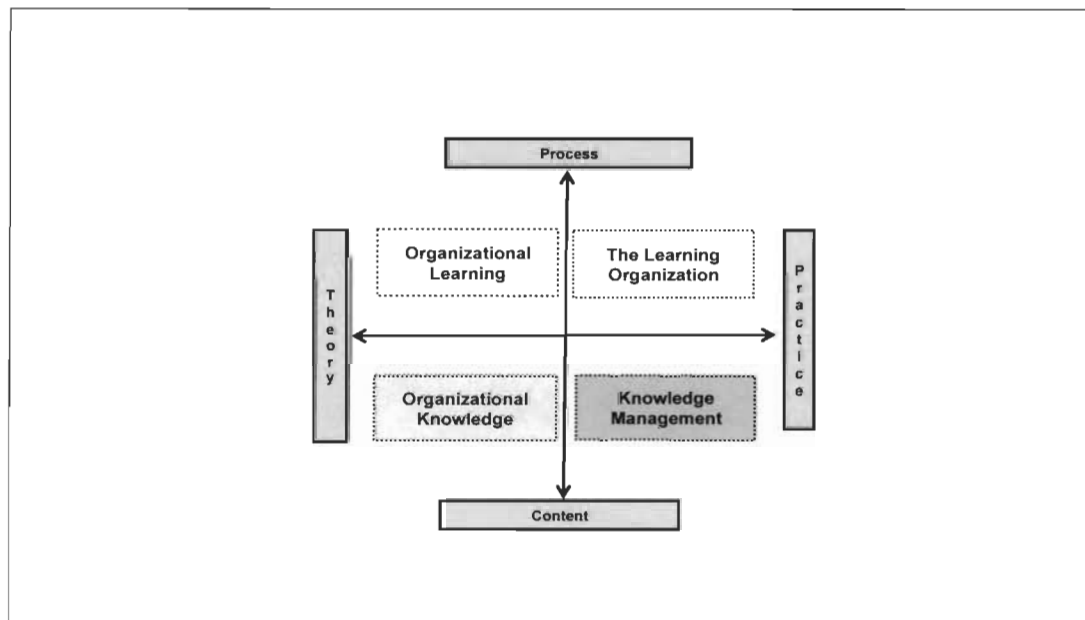 Process
Organizational
Learning
The Learning
Organization
Theory
Practice
Organizational
Knowledge
Knowledge
Management
Content